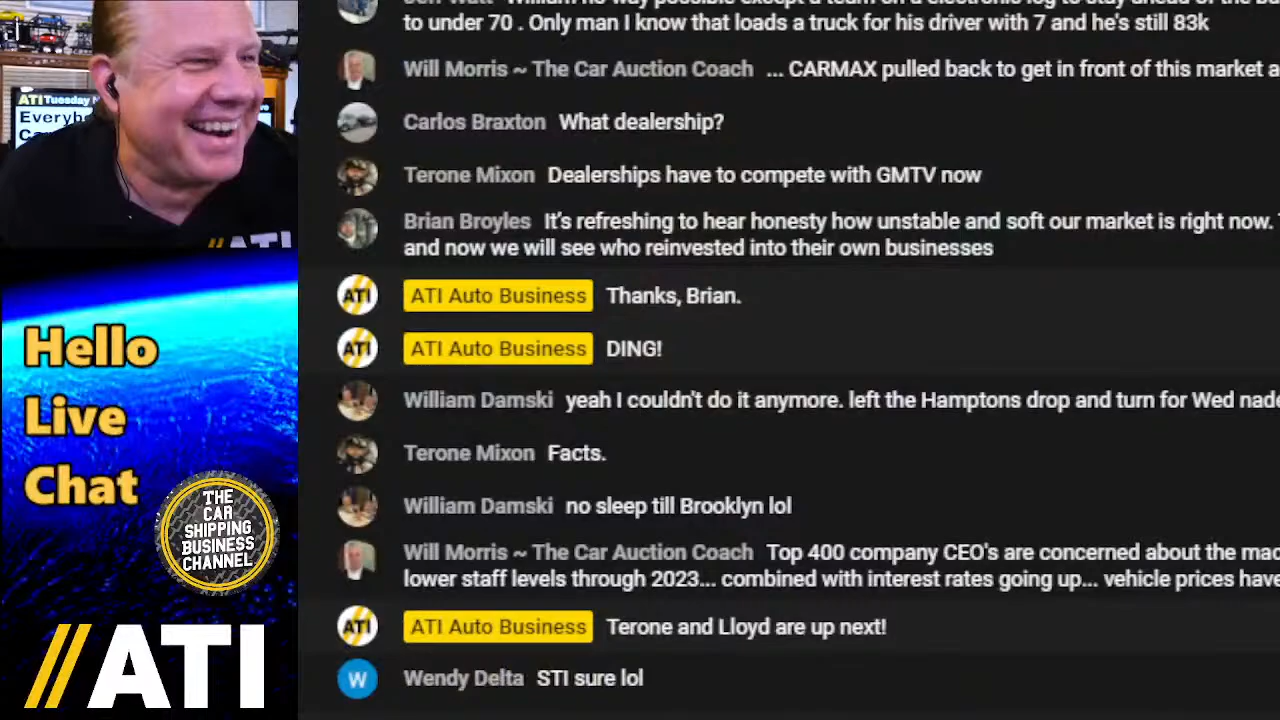 ATI Tuesday
Everybo
to under 70 . Only man I know that loads a truck for his driver with 7 and he's still 83k
Will Morris ~ The Car Auction Coach ... CARMAX pulled back to get in front of this market a
Carlos Braxton What dealership?
Terone Mixon Dealerships have to compete with GMTV now
Brian Broyles It's refreshing to hear honesty how unstable and soft our market is right now.
and now we will see who reinvested into their own businesses
//ATI
ATI ATI Auto Business Thanks, Brian.
ATI ATI Auto Business DING!
William Damski yeah I couldn't do it anymore. left the Hamptons drop and turn for Wed nade
Terone Mixon Facts.
William Damski no sleep till Brooklyn lol
Will Morris ~ The Car Auction Coach Top 400 company CEO's are concerned about the mac
lower staff levels through 2023... combined with interest rates going up... vehicle prices have
ATI ATI Auto Business Terone and Lloyd are up next!
W Wendy Delta STI sure lol
Hello
Live
Chat
THE
CAR
SHIPPING
BUSINESS
CHANNEL
//ATI